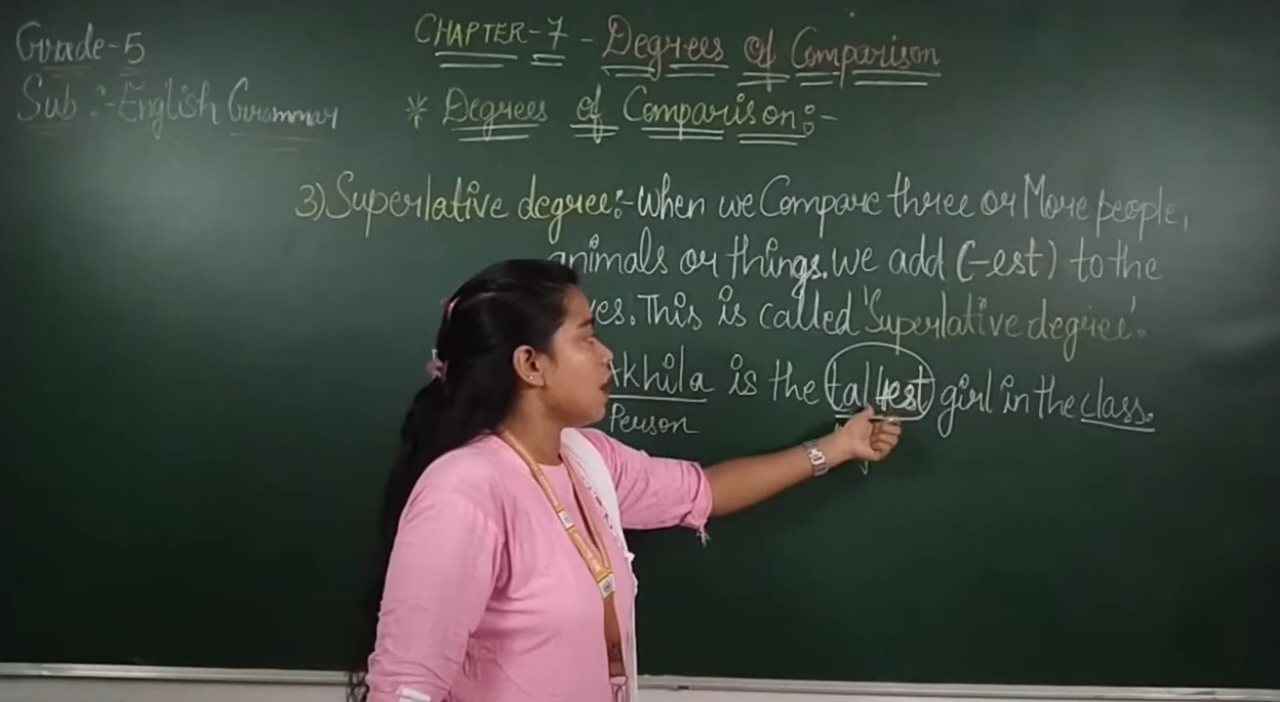 Grade-5
Sub :- English Grammar
CHAPTER-7 - Degrees of Comparison
* Degrees of Comparison:-
3) Superlative degree:- When we Compare three or More people,
animals or things. we add (-est) to the
This is called 'Superlative degree'.
Akhila is the tallest girl in the class.
Person